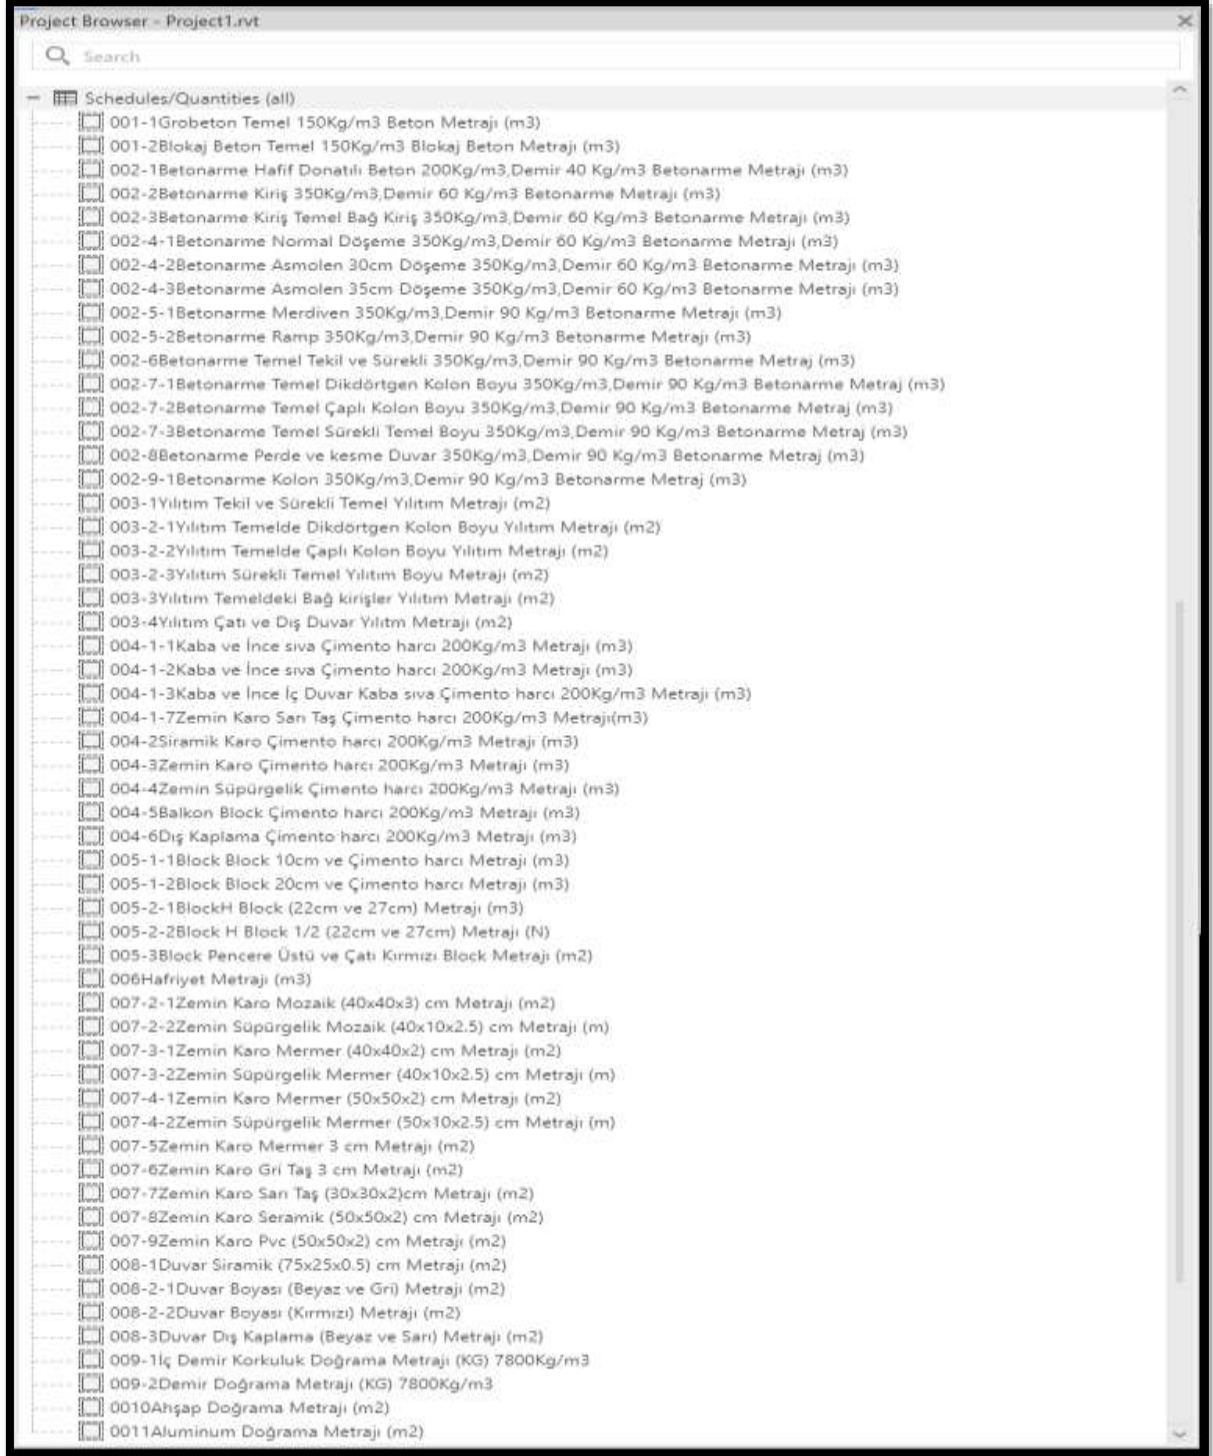 Project Browser - Project1.rvt
Search
Schedules/Quantities (all)
001-1Grobeton Temel 150Kg/m3 Beton Metrajı (m3)
001-2Blokaj Beton Temel 150Kg/m3 Blokaj Beton Metrajı (m3)
002-1Betonarme Hafif Donatılı Beton 200Kg/m3,Demir 40 Kg/m3 Betonarme Metrajı (m3)
002-2Betonarme Kiriş 350Kg/m3,Demir 60 Kg/m3 Betonarme Metrajı (m3)
002-3Betonarme Kiriş Temel Bağ Kiriş 350Kg/m3,Demir 60 Kg/m3 Betonarme Metrajı (m3)
002-4-1Betonarme Normal Döşeme 350Kg/m3,Demir 60 Kg/m3 Betonarme Metrajı (m3)
002-4-2Betonarme Asmolen 30cm Döşeme 350Kg/m3,Demir 60 Kg/m3 Betonarme Metrajı (m3)
002-4-3Betonarme Asmolen 35cm Döşeme 350Kg/m3,Demir 60 Kg/m3 Betonarme Metrajı (m3)
002-5-1Betonarme Merdiven 350Kg/m3,Demir 90 Kg/m3 Betonarme Metrajı (m3)
002-5-2Betonarme Ramp 350Kg/m3,Demir 90 Kg/m3 Betonarme Metrajı (m3)
002-6Betonarme Temel Tekil ve Sürekli 350Kg/m3,Demir 90 Kg/m3 Betonarme Metraj (m3)
002-7-1Betonarme Temel Dikdörtgen Kolon Boyu 350Kg/m3,Demir 90 Kg/m3 Betonarme Metraj (m3)
002-7-2Betonarme Temel Çaplı Kolon Boyu 350Kg/m3,Demir 90 Kg/m3 Betonarme Metraj (m3)
002-7-3Betonarme Temel Sürekli Temel Boyu 350Kg/m3,Demir 90 Kg/m3 Betonarme Metraj (m3)
002-8Betonarme Perde ve kesme Duvar 350Kg/m3,Demir 90 Kg/m3 Betonarme Metraj (m3)
002-9-1Betonarme Kolon 350Kg/m3,Demir 90 Kg/m3 Betonarme Metraj (m3)
003-1Yılıtım Tekil ve Sürekli Temel Yılıtım Metrajı (m2)
003-2-1Yılıtım Temelde Dikdörtgen Kolon Boyu Yılıtım Metrajı (m2)
003-2-2Yılıtım Temelde Çaplı Kolon Boyu Yılıtım Metrajı (m2)
003-2-3Yılıtım Sürekli Temel Yılıtım Boyu Metrajı (m2)
003-3Yılıtım Temeldeki Bağ kirişler Yılıtım Metrajı (m2)
003-4Yılıtım Çatı ve Dış Duvar Yılıtm Metrajı (m2)
004-1-1Kaba ve İnce sıva Çimento harcı 200Kg/m3 Metrajı (m3)
004-1-2Kaba ve İnce sıva Çimento harcı 200Kg/m3 Metrajı (m3)
004-1-3Kaba ve İnce İç Duvar Kaba sıva Çimento harcı 200Kg/m3 Metrajı (m3)
004-1-7Zemin Karo Sarı Taş Çimento harcı 200Kg/m3 Metrajı(m3)
004-2Siramik Karo Çimento harcı 200Kg/m3 Metrajı (m3)
004-3Zemin Karo Çimento harcı 200Kg/m3 Metrajı (m3)
004-4Zemin Süpürgelik Çimento harcı 200Kg/m3 Metrajı (m3)
004-5Balkon Block Çimento harcı 200Kg/m3 Metrajı (m3)
004-6Dış Kaplama Çimento harcı 200Kg/m3 Metrajı (m3)
005-1-1Block Block 10cm ve Çimento harcı Metrajı (m3)
005-1-2Block Block 20cm ve Çimento harcı Metrajı (m3)
005-2-1BlockH Block (22cm ve 27cm) Metrajı (m3)
005-2-2Block H Block 1/2 (22cm ve 27cm) Metrajı (N)
005-3Block Pencere Üstü ve Çatı Kırmızı Block Metrajı (m2)
006Hafriyet Metrajı (m3)
007-2-1Zemin Karo Mozaik (40x40x3) cm Metrajı (m2)
007-2-2Zemin Süpürgelik Mozaik (40x10x2.5) cm Metrajı (m)
007-3-1Zemin Karo Mermer (40x40x2) cm Metrajı (m2)
007-3-2Zemin Süpürgelik Mermer (40x10x2.5) cm Metrajı (m)
007-4-1Zemin Karo Mermer (50x50x2) cm Metrajı (m2)
007-4-2Zemin Süpürgelik Mermer (50x10x2.5) cm Metrajı (m)
007-5Zemin Karo Mermer 3 cm Metrajı (m2)
007-6Zemin Karo Gri Taş 3 cm Metrajı (m2)
007-7Zemin Karo Sarı Taş (30x30x2)cm Metrajı (m2)
007-8Zemin Karo Seramik (50x50x2) cm Metrajı (m2)
007-9Zemin Karo Pvc (50x50x2) cm Metrajı (m2)
008-1Duvar Siramik (75x25x0.5) cm Metrajı (m2)
008-2-1Duvar Boyası (Beyaz ve Gri) Metrajı (m2)
008-2-2Duvar Boyası (Kırmızı) Metrajı (m2)
008-3Duvar Dış Kaplama (Beyaz ve Sarı) Metrajı (m2)
009-1İç Demir Korkuluk Doğrama Metrajı (KG) 7800Kg/m3
009-2Demir Doğrama Metrajı (KG) 7800Kg/m3
0010Ahşap Doğrama Metrajı (m2)
0011Aluminum Doğrama Metrajı (m2)